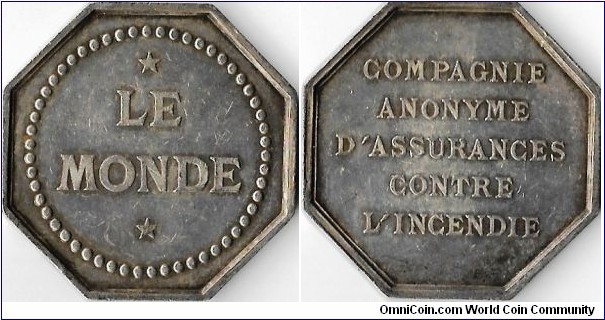 LE
MONDE
COMPAGNIE
ANONYME
D'ASSURANCES
CONTRE
L'INCENDIE
OmniCoin.com World Coin Community